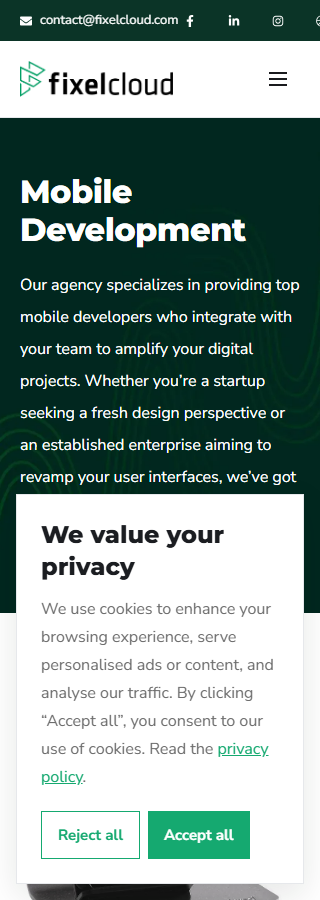 contact@fixelcloud.com
fixelcloud
Mobile
Development
Our agency specializes in providing top
mobile developers who integrate with
your team to amplify your digital
projects. Whether you're a startup
seeking a fresh design perspective or
an established enterprise aiming to
revamp your user interfaces, we've got
We value your
privacy
We use cookies to enhance your
browsing experience, serve
personalised ads or content, and
analyse our traffic. By clicking
“Accept all”, you consent to our
use of cookies. Read the privacy
policy.
Reject all
Accept all